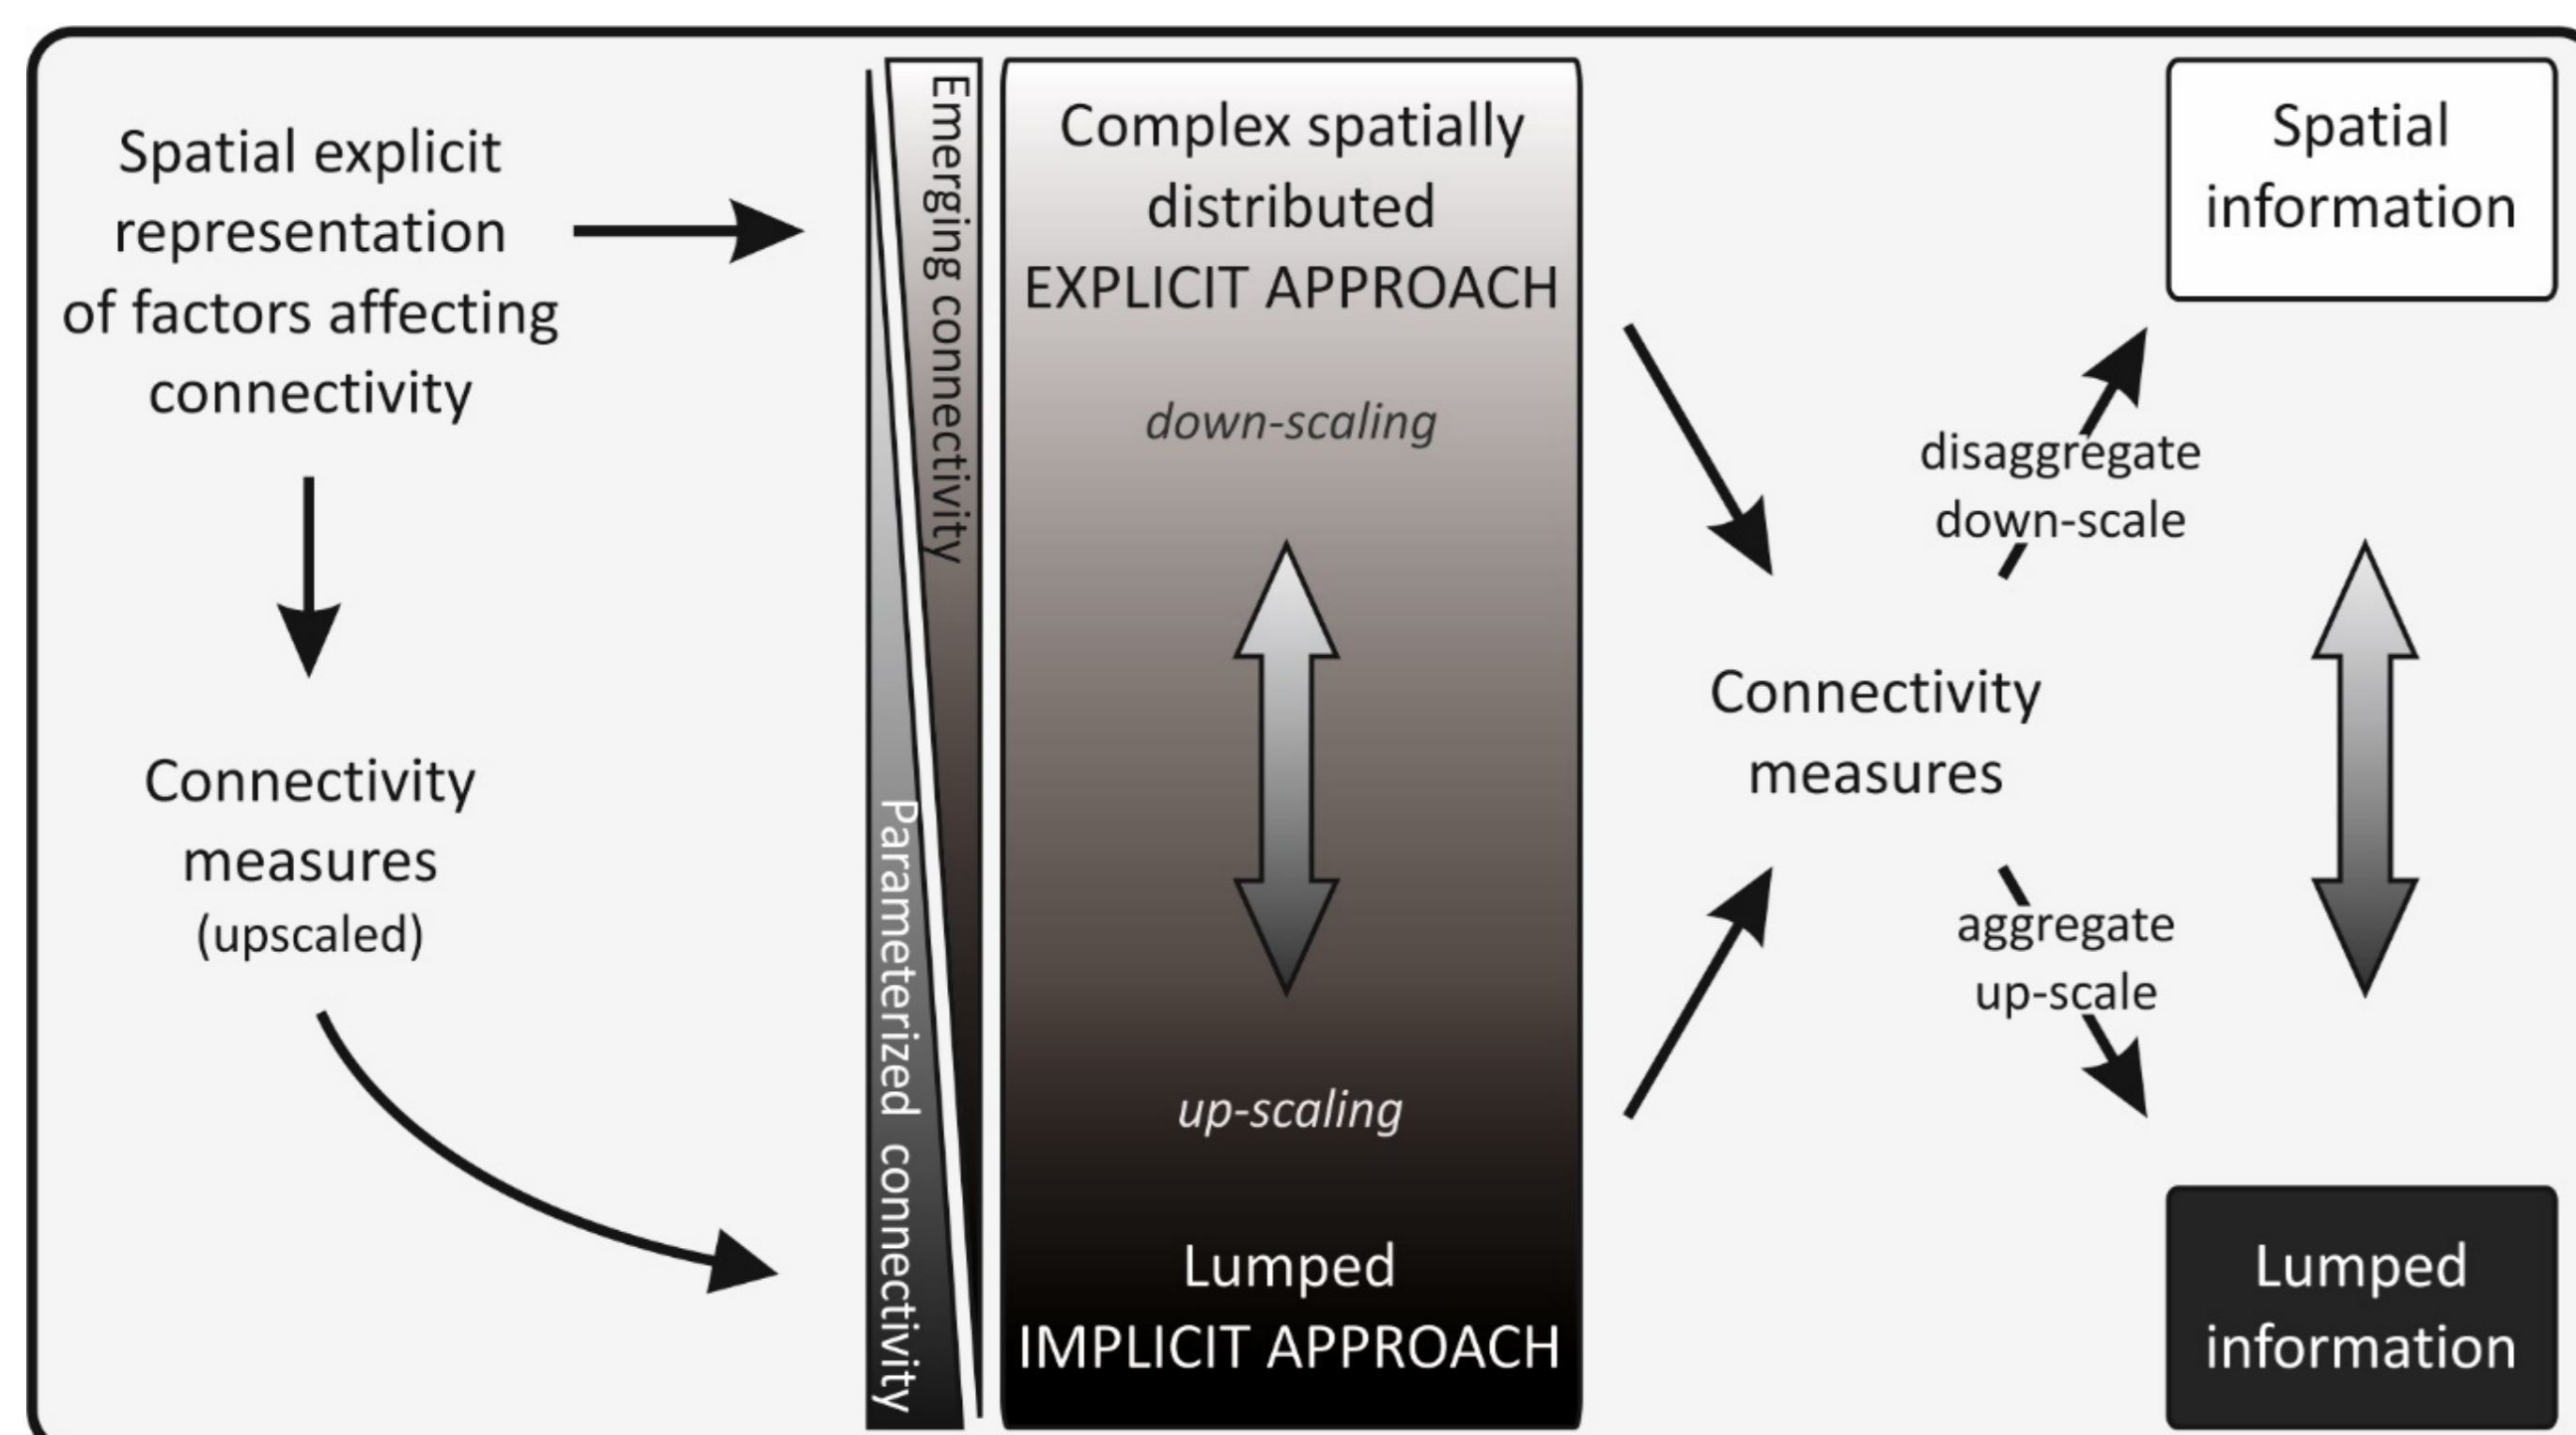 Spatial explicit
representation
of factors affecting
connectivity
Connectivity
measures
(upscaled)
Emerging connectivity
Parameterized connectivity
Complex spatially
distributed
EXPLICIT APPROACH
down-scaling
up-scaling
Lumped
IMPLICIT APPROACH
Connectivity
measures
disaggregate
down-scale
aggregate
up-scale
Spatial
information
Lumped
information